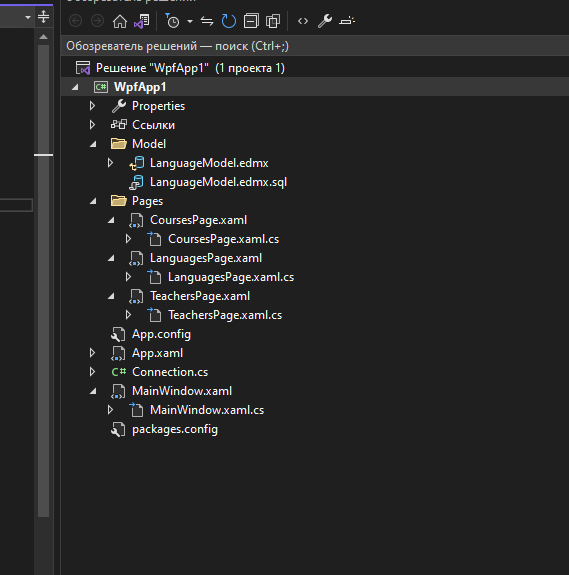 Обозреватель решений — поиск (Ctrl+;)
Решение "WpfApp1" (1 проекта 1)
C# WpfApp1
Properties
Ссылки
Model
LanguageModel.edmx
LanguageModel.edmx.sql
Pages
CoursesPage.xaml
CoursesPage.xaml.cs
LanguagesPage.xaml
LanguagesPage.xaml.cs
TeachersPage.xaml
TeachersPage.xaml.cs
App.config
App.xaml
C# Connection.cs
MainWindow.xaml
MainWindow.xaml.cs
packages.config